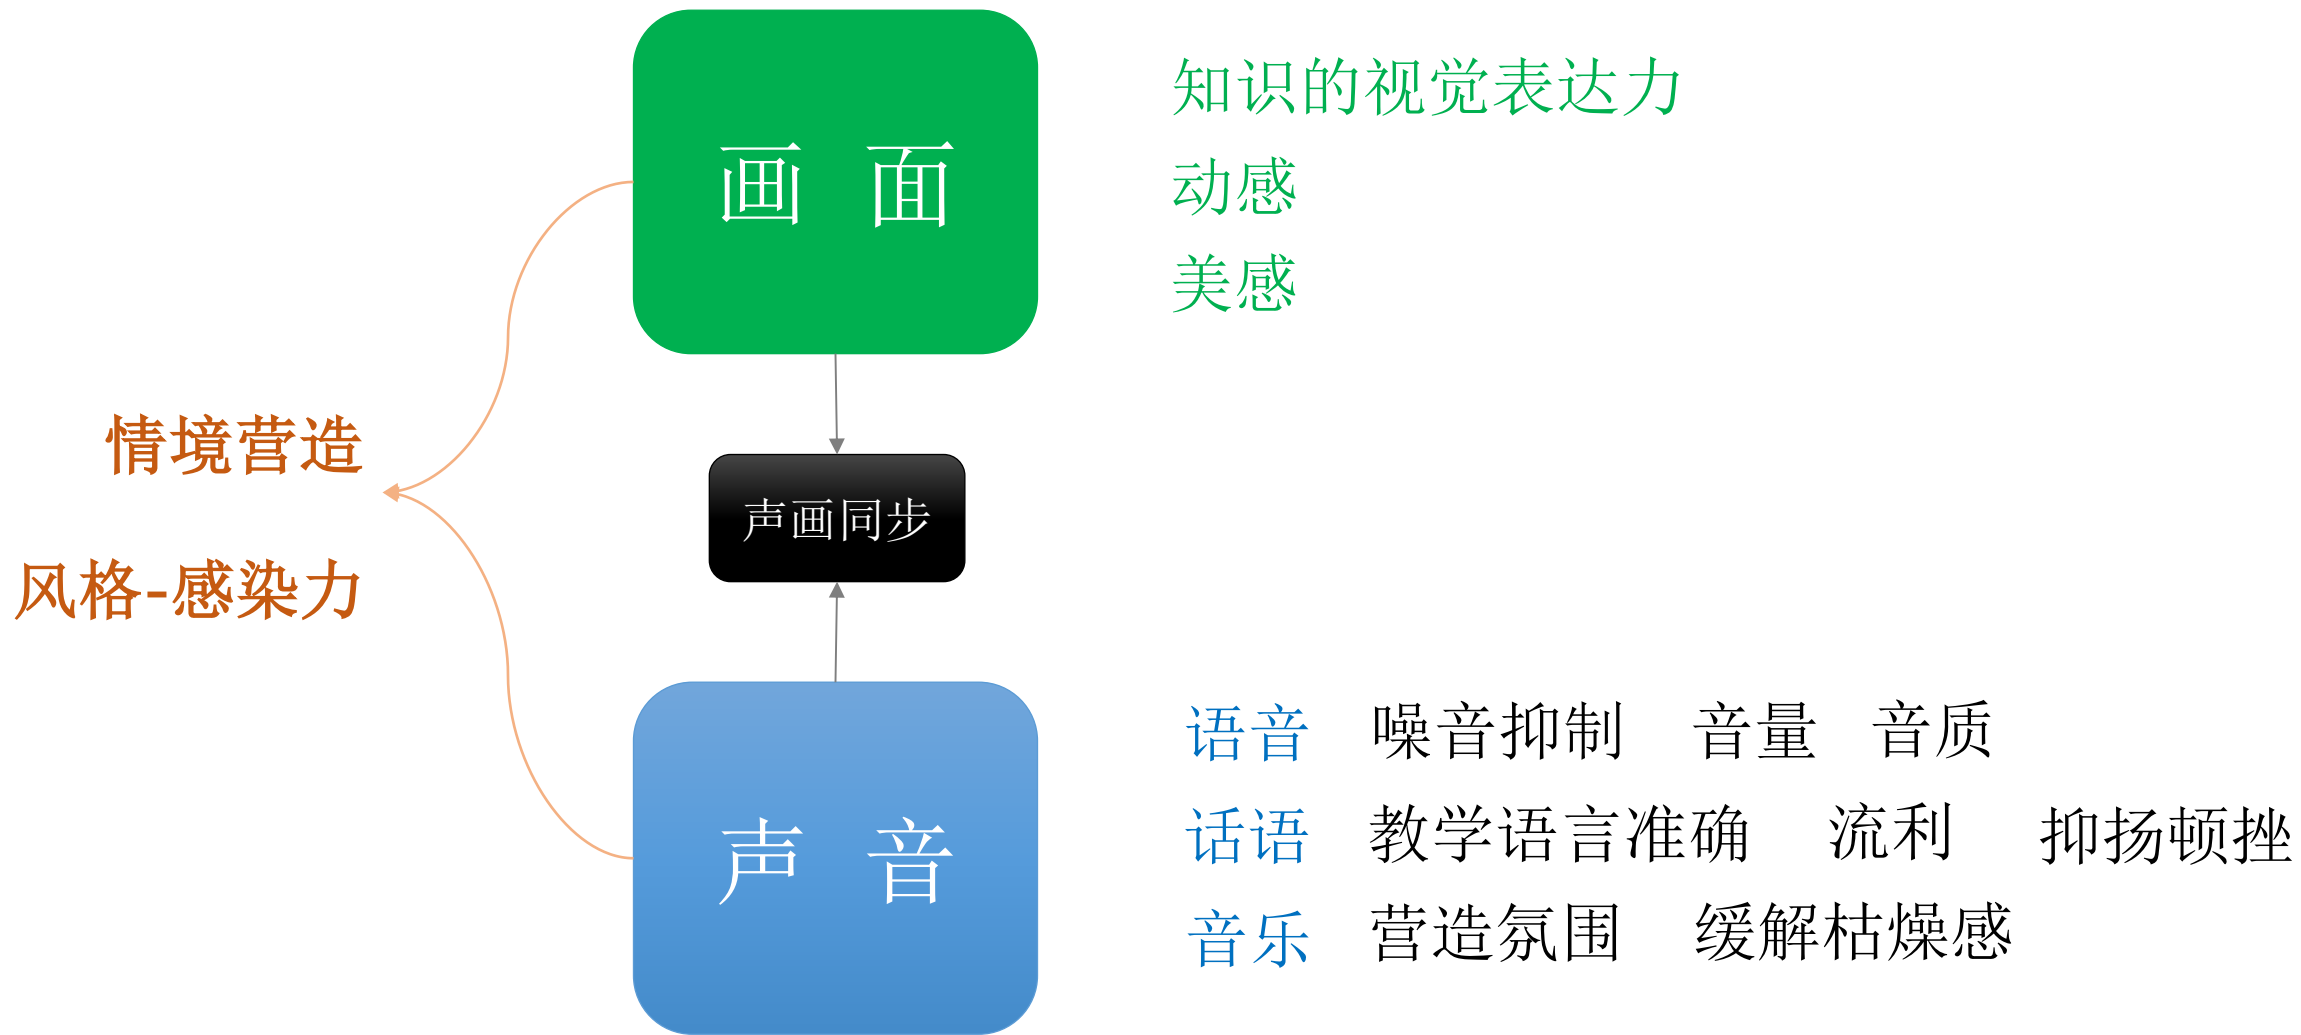 画 面
知识的视觉表达力
动感
美感
情境营造
声画同步
风格-感染力
声 音
语音 噪音抑制 音量 音质
话语 教学语言准确 流利 抑扬顿挫
音乐 营造氛围 缓解枯燥感